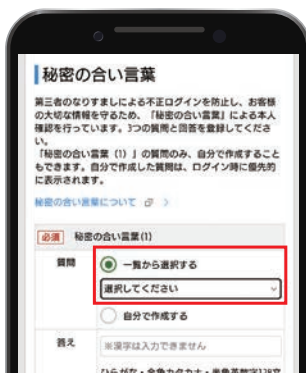 秘密の合い言葉
第三者のなりすましによる不正ログインを防止し、お客様
の大切な情報を守るため、「秘密の合い言葉」による本人
確認を行っています。3つの質問と回答を登録してくださ
い。
「秘密の合い言葉（1）」の質問のみ、自分で作成すること
もできます。自分で作成した質問は、ログイン時に優先的
に表示されます。
秘密の合い言葉について
必須 秘密の合い言葉(1)
質問 一覧から選択する
選択してください
自分で作成する
答え ※漢字は入力できません
ひらがな・全角カタカナ・半角英数字128文